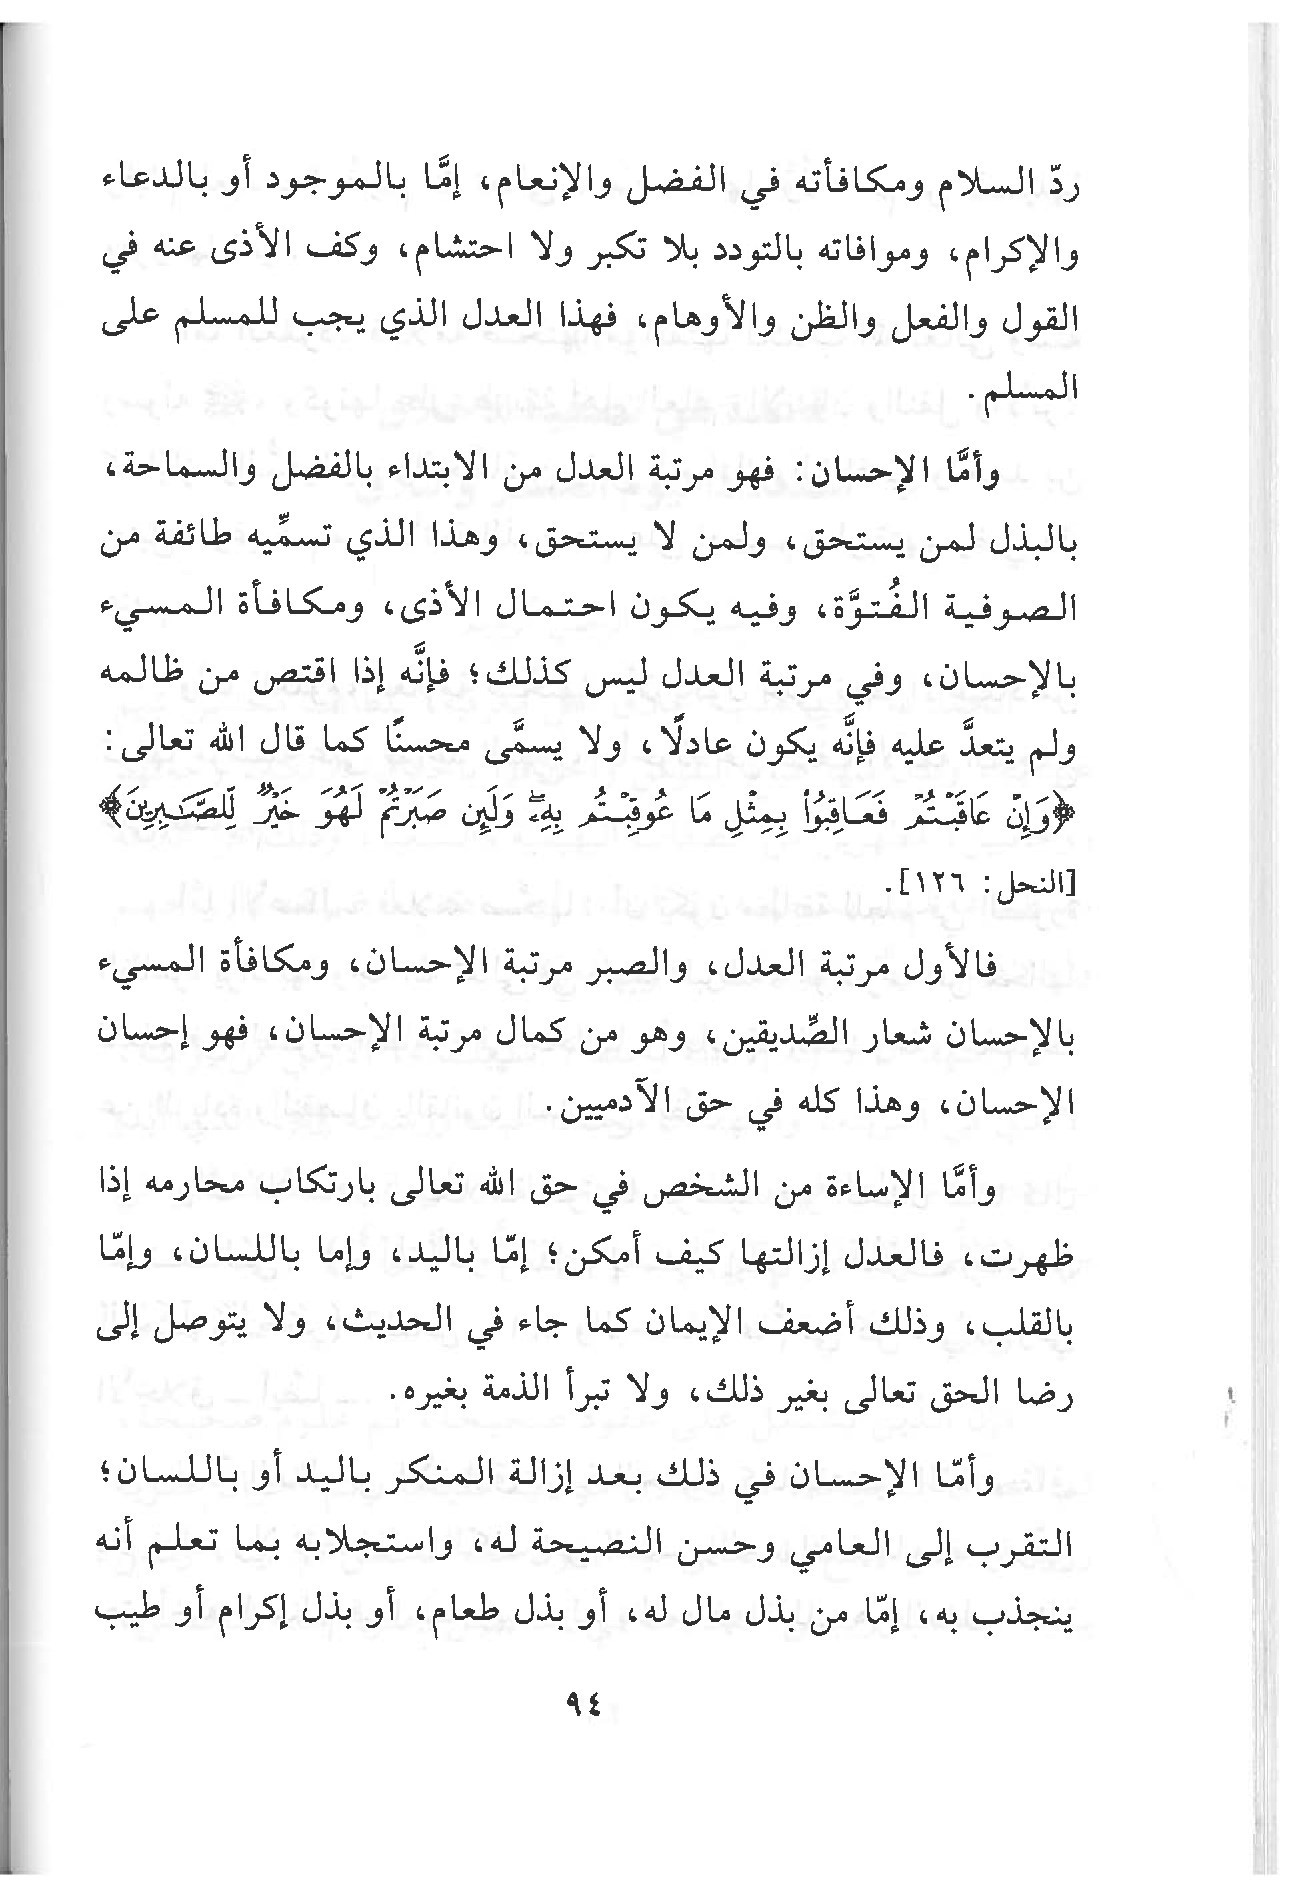 ردّ السلام ومكافأته في الفضل والإنعام، إمَّا بالموجود أو بالدعاء
والإكرام، وموافاته بالتودد بلا تكبر ولا احتشام، وكف الأذى عنه في
القول والفعل والظن والأوهام، فهذا العدل الذي يجب للمسلم على
المسلم.
وأمَّا الإحسان: فهو مرتبة العدل من الابتداء بالفضل والسماحة،
بالبذل لمن يستحق، ولمن لا يستحق، وهذا الذي تسمِّيه طائفة من
الصوفية الفُتوَّة، وفيه يكون احتمال الأذى، ومكافأة المسيء
بالإحسان، وفي مرتبة العدل ليس كذلك؛ فإنَّه إذا اقتص من ظالمه
ولم يتعدَّ عليه فإنَّه يكون عادلًا، ولا يسمَّى محسنًا كما قال الله تعالى:
﴿وَإِنْ عَاقَبْتُمْ فَعَاقِبُوا۟ بِمِثْلِ مَا عُوقِبْتُم بِهِۦ ۖ وَلَئِن صَبَرْتُمْ لَهُوَ خَيْرٌ لِّلصَّـٰبِرِينَ﴾
[النحل: ١٢٦].
فالأول مرتبة العدل، والصبر مرتبة الإحسان، ومكافأة المسيء
بالإحسان شعار الصِّديقين، وهو من كمال مرتبة الإحسان، فهو إحسان
الإحسان، وهذا كله في حق الآدميين.
وأمَّا الإساءة من الشخص في حق الله تعالى بارتكاب محارمه إذا
ظهرت، فالعدل إزالتها كيف أمكن؛ إمّا باليد، وإما باللسان، وإمّا
بالقلب، وذلك أضعف الإيمان كما جاء في الحديث، ولا يتوصل إلى
رضا الحق تعالى بغير ذلك، ولا تبرأ الذمة بغيره.
وأمّا الإحسان في ذلك بعد إزالة المنكر باليد أو باللسان؛
التقرب إلى العامي وحسن النصيحة له، واستجلابه بما تعلم أنه
ينجذب به، إمّا من بذل مال له، أو بذل طعام، أو بذل إكرام أو طيب
٩٤